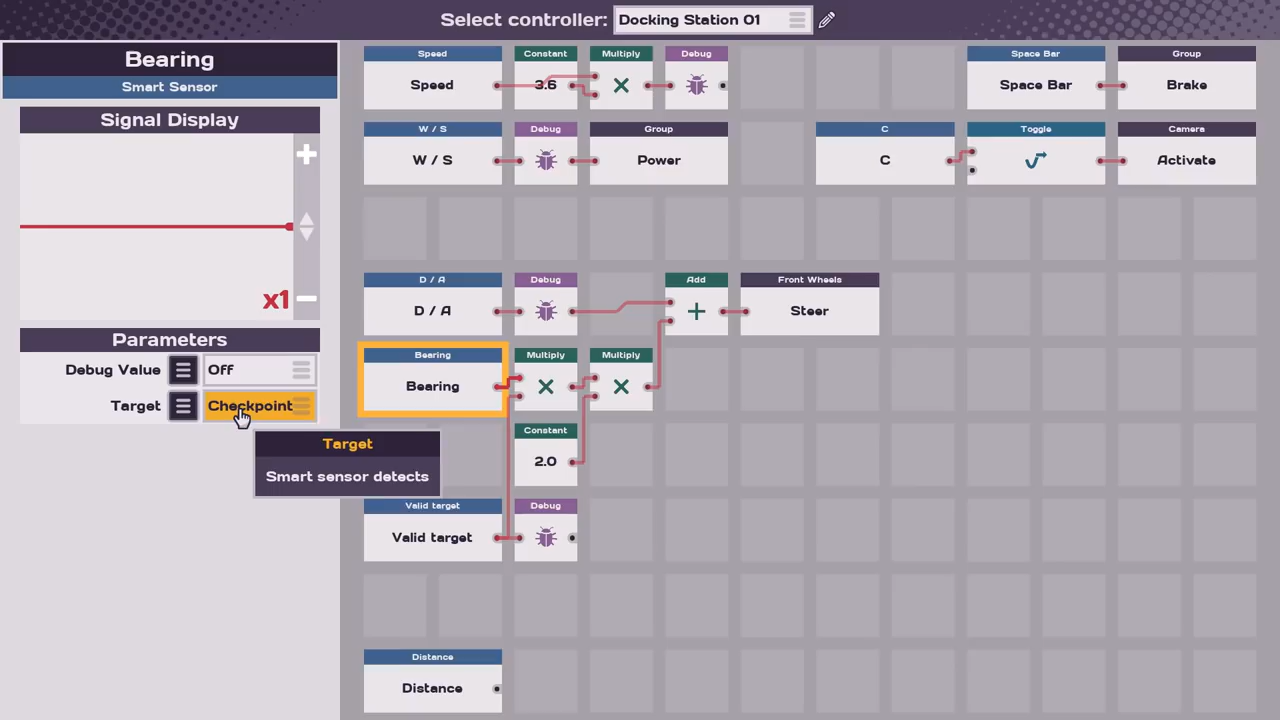 Select controller: Docking Station 01
Bearing
Smart Sensor
Signal Display
x1
Parameters
Debug Value Off
Target Checkpoint
Target
Smart sensor detects
Speed Constant Multiply Debug Space Bar Group
Speed 3.6 Space Bar Brake
W / S Debug Group C Toggle Camera
W / S Power C Activate
D / A Debug Add Front Wheels
D / A Steer
Bearing Multiply Multiply
Bearing
Constant
2.0
Valid target Debug
Valid target
Distance
Distance